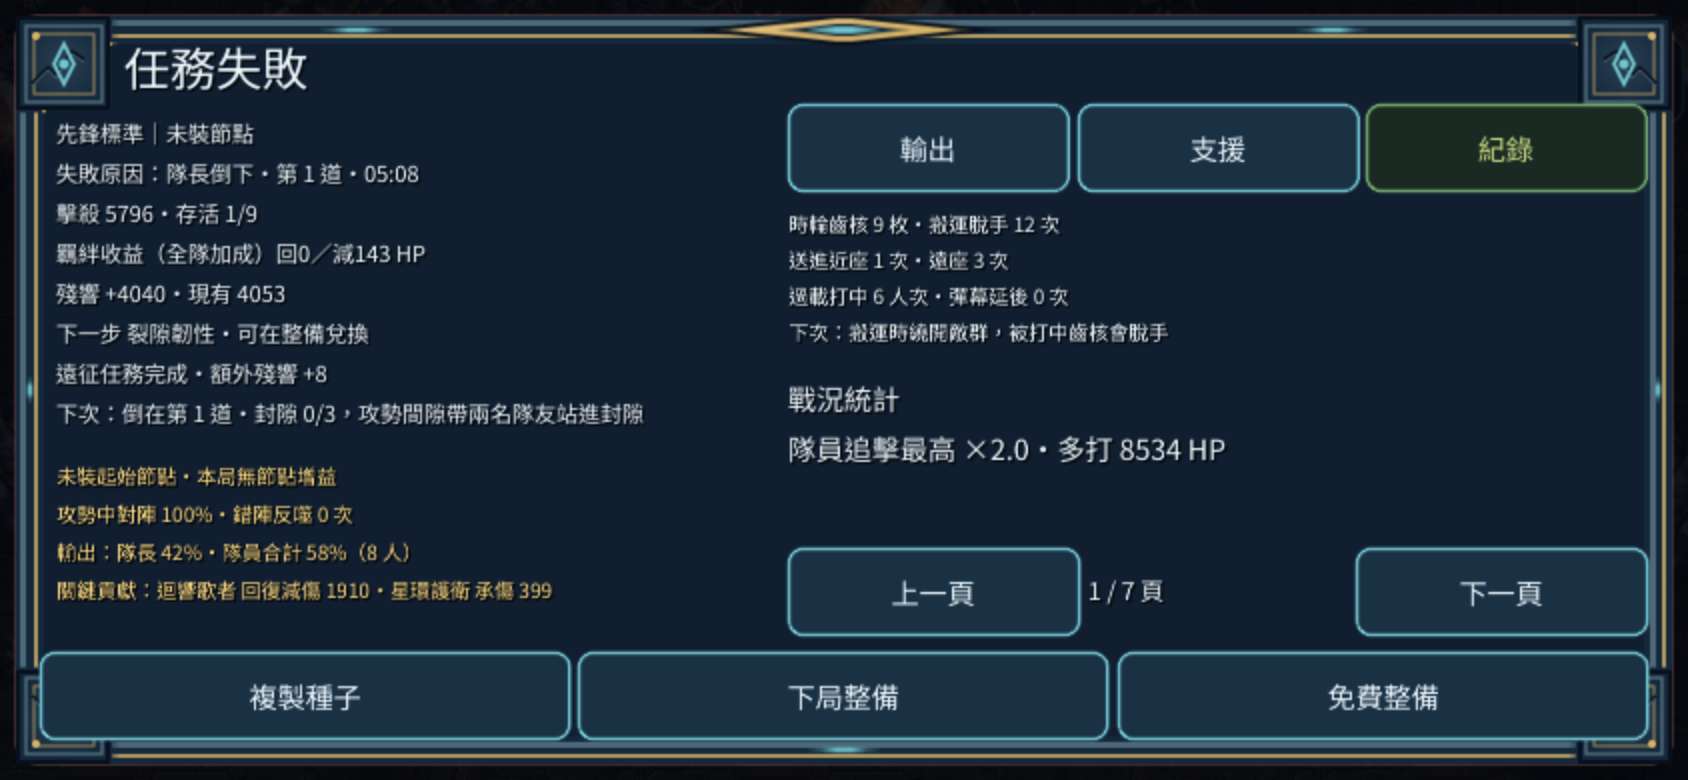 任務失敗
先鋒標準｜未裝節點
失敗原因：隊長倒下・第 1 道・05:08
擊殺 5796・存活 1/9
羈絆收益（全隊加成）回0／減143 HP
殘響 +4040・現有 4053
下一步 裂隙韌性・可在整備兌換
遠征任務完成・額外殘響 +8
下次：倒在第 1 道・封隙 0/3，攻勢間隙帶兩名隊友站進封隙
未裝起始節點・本局無節點增益
攻勢中對陣 100%・錯陣反噬 0 次
輸出：隊長 42%・隊員合計 58%（8 人）
關鍵貢獻：迴響歌者 回復減傷 1910・星環護衛 承傷 399
輸出
支援
紀錄
時輪齒核 9 枚・搬運脫手 12 次
送進近座 1 次・遠座 3 次
過載打中 6 人次・彈幕延後 0 次
下次：搬運時繞開敵群，被打中齒核會脫手
戰況統計
隊員追擊最高 ×2.0・多打 8534 HP
上一頁
1 / 7 頁
下一頁
複製種子
下局整備
免費整備